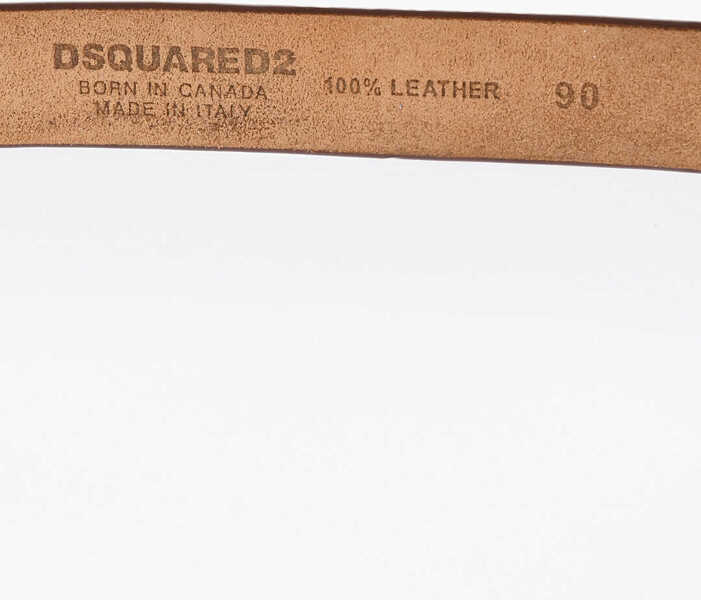 DSQUARED2
BORN IN CANADA
MADE IN ITALY
100% LEATHER
90